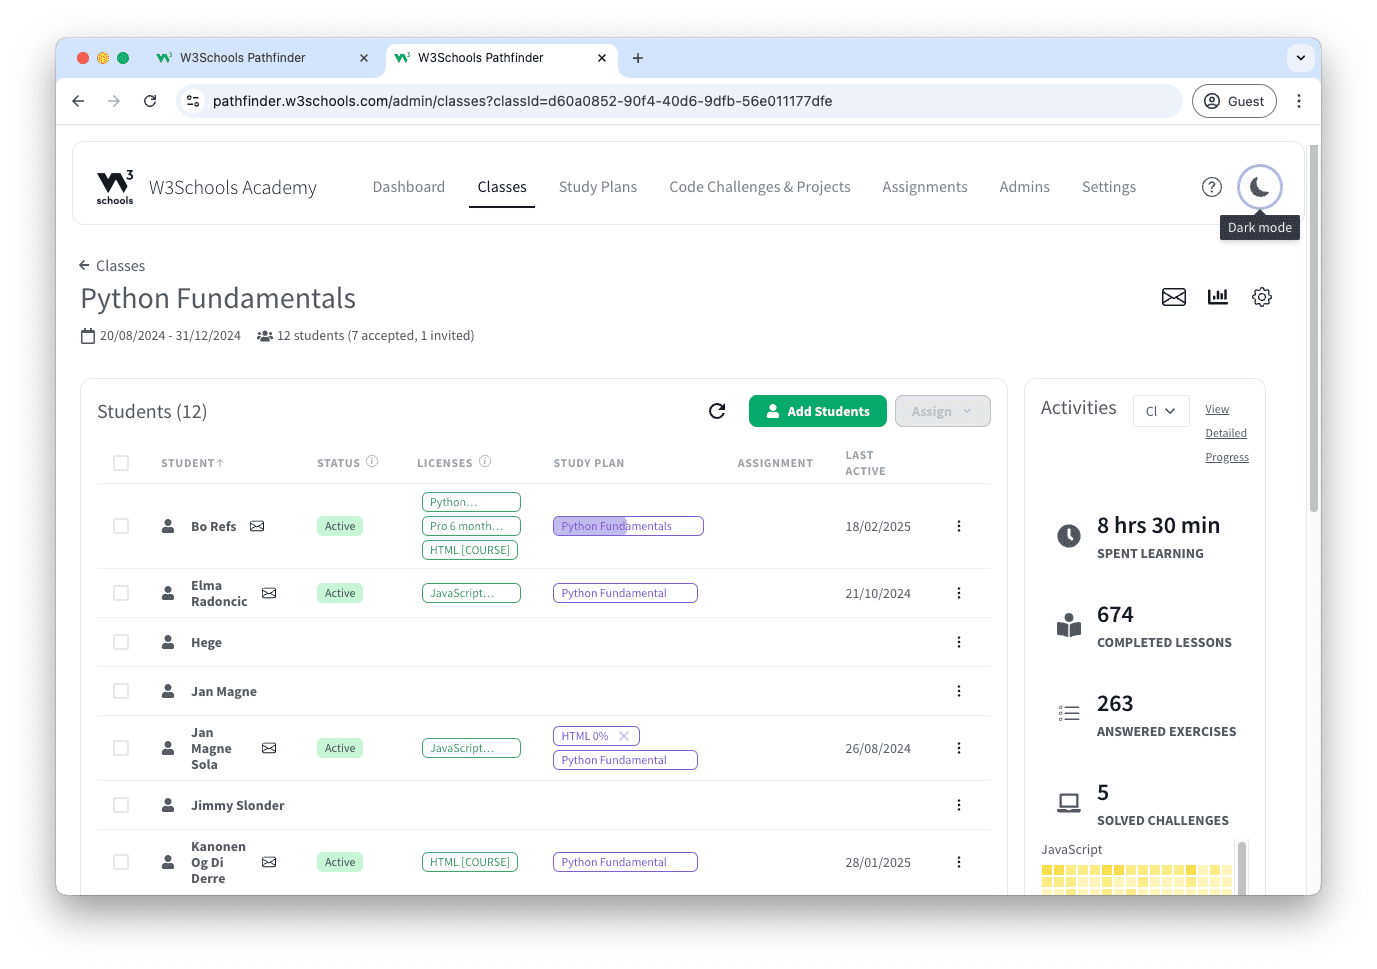 W3Schools Pathfinder
W3Schools Pathfinder
pathfinder.w3schools.com/admin/classes?classId=d60a0852-90f4-40d6-9dfb-56e011177dfe
Guest
W3 schools
W3Schools Academy
Dashboard
Classes
Study Plans
Code Challenges & Projects
Assignments
Admins
Settings
Dark mode
Classes
Python Fundamentals
20/08/2024 - 31/12/2024
12 students (7 accepted, 1 invited)
Students (12)
Add Students
Assign
STUDENT
STATUS
LICENSES
STUDY PLAN
ASSIGNMENT
LAST
ACTIVE
Bo Refs
Active
Python...
Pro 6 month...
HTML [COURSE]
Python Fundamentals
18/02/2025
Elma
Radoncic
Active
JavaScript...
Python Fundamental
21/10/2024
Hege
Jan Magne
Jan
Magne
Sola
Active
JavaScript...
HTML 0%
Python Fundamental
26/08/2024
Jimmy Slonder
Kanonen
Og Di
Derre
Active
HTML [COURSE]
Python Fundamental
28/01/2025
Activities
Cl
View
Detailed
Progress
8 hrs 30 min
SPENT LEARNING
674
COMPLETED LESSONS
263
ANSWERED EXERCISES
5
SOLVED CHALLENGES
JavaScript